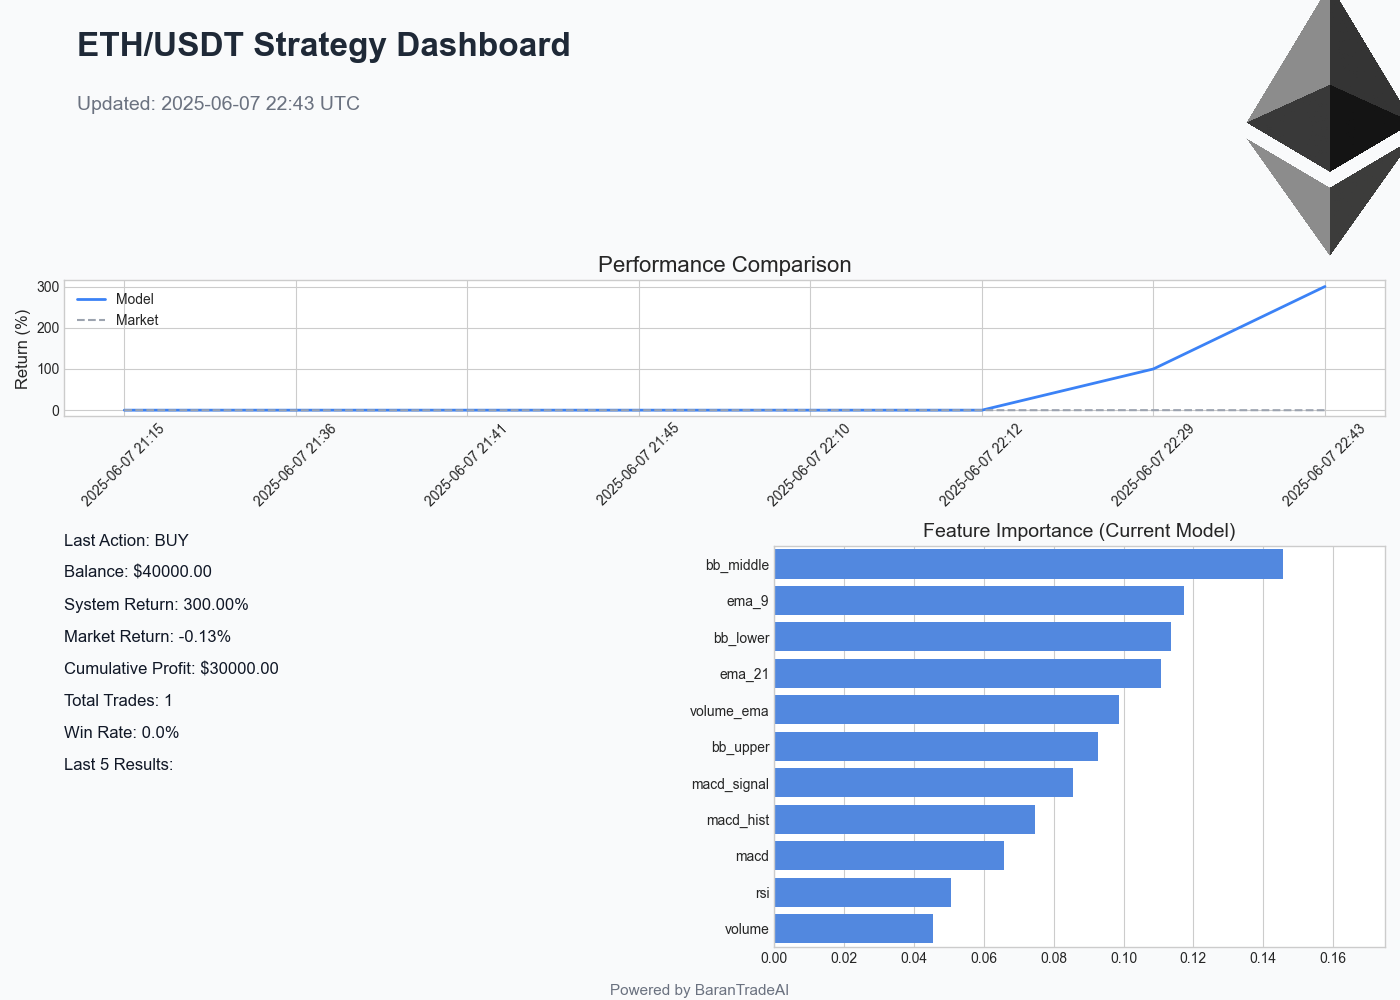 ETH/USDT Strategy Dashboard
Updated: 2025-06-07 22:43 UTC
Performance Comparison
Return (%)
300
200
100
0
Model
Market
2025-06-07 21:15
2025-06-07 21:36
2025-06-07 21:41
2025-06-07 21:45
2025-06-07 22:10
2025-06-07 22:12
2025-06-07 22:29
2025-06-07 22:43
Last Action: BUY
Balance: $40000.00
System Return: 300.00%
Market Return: -0.13%
Cumulative Profit: $30000.00
Total Trades: 1
Win Rate: 0.0%
Last 5 Results:
Feature Importance (Current Model)
bb_middle
ema_9
bb_lower
ema_21
volume_ema
bb_upper
macd_signal
macd_hist
macd
rsi
volume
0.00 0.02 0.04 0.06 0.08 0.10 0.12 0.14 0.16
Powered by BaranTradeAI